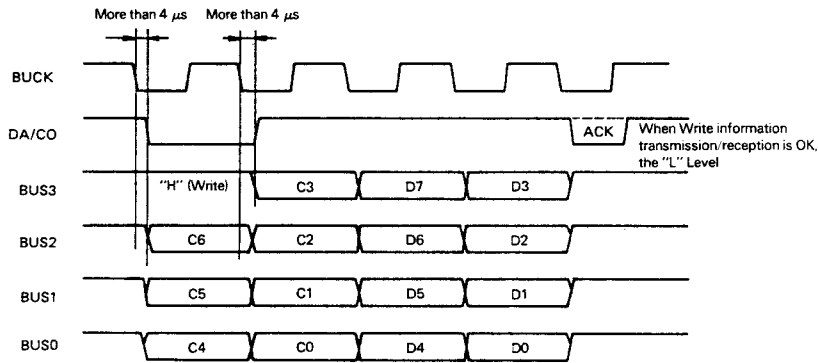 More than 4 μs More than 4 μs
BUCK
DA/CO
ACK
When Write information
transmission/reception is OK,
the "L" Level
BUS3 "H" (Write) C3 D7 D3
BUS2 C6 C2 D6 D2
BUS1 C5 C1 D5 D1
BUS0 C4 C0 D4 D0